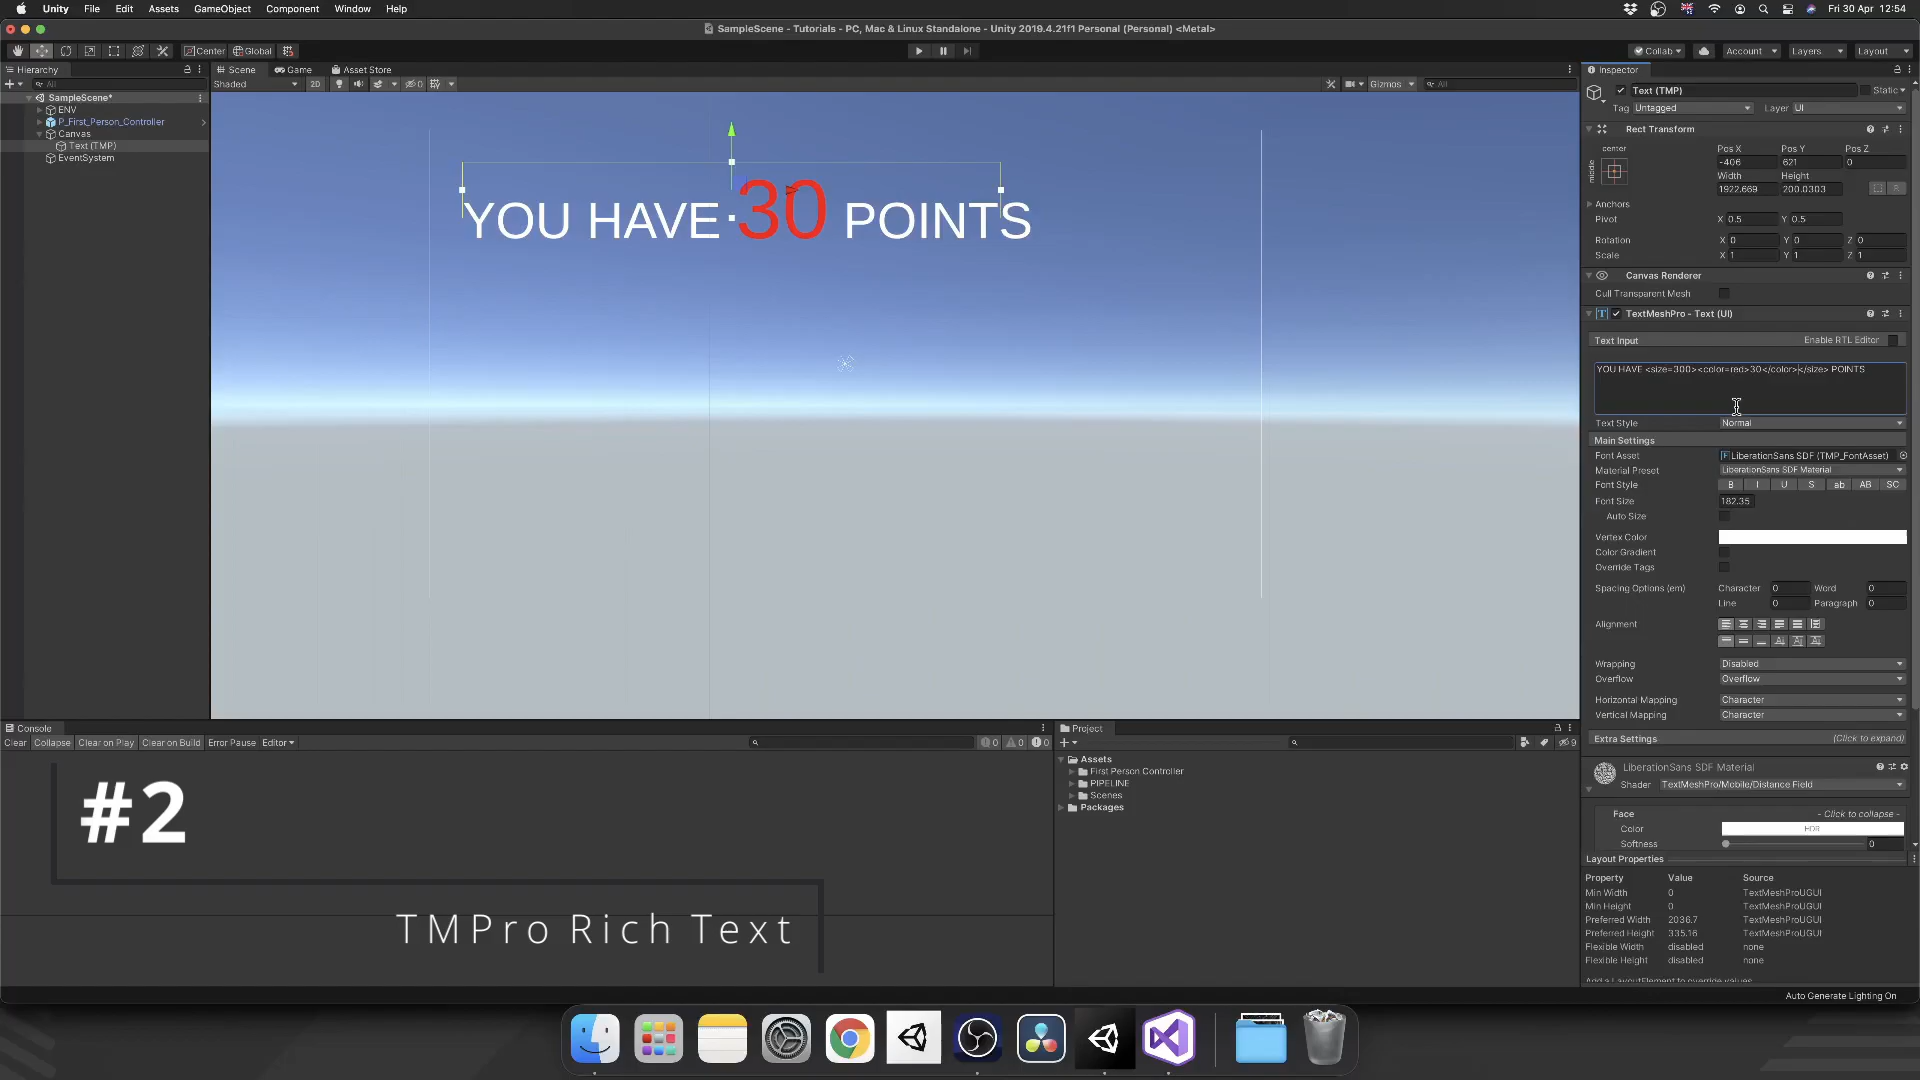 Unity File Edit Assets GameObject Component Window Help
Fri 30 Apr 12:54
SampleScene - Tutorials - PC, Mac & Linux Standalone - Unity 2019.4.21f1 Personal (Personal) <Metal>
Center Global
Collab Account Layers Layout
Hierarchy
All
SampleScene*
ENV
P_First_Person_Controller
Canvas
Text (TMP)
EventSystem
Scene Game Asset Store
Shaded 2D 0 Gizmos All
YOU HAVE 30 POINTS
Inspector
Text (TMP) Static
Tag Untagged Layer UI
Rect Transform
center Pos X Pos Y Pos Z
middle -406 621 0
Width Height
1922.669 200.0303
Anchors
Pivot X 0.5 Y 0.5
Rotation X 0 Y 0 Z 0
Scale X 1 Y 1 Z 1
Canvas Renderer
Cull Transparent Mesh
TextMeshPro - Text (UI)
Text Input Enable RTL Editor
YOU HAVE <size=300><color=red>30</color></size> POINTS
Text Style Normal
Main Settings
Font Asset LiberationSans SDF (TMP_FontAsset)
Material Preset LiberationSans SDF Material
Font Style B I U S ab AB SC
Font Size 182.35
Auto Size
Vertex Color
Color Gradient
Override Tags
Spacing Options (em) Character 0 Word 0
Line 0 Paragraph 0
Alignment
Wrapping Disabled
Overflow Overflow
Horizontal Mapping Character
Vertical Mapping Character
Extra Settings (Click to expand)
LiberationSans SDF Material
Shader TextMeshPro/Mobile/Distance Field
Face - Click to collapse -
Color HDR
Softness 0
Layout Properties
Property Value Source
Min Width 0 TextMeshProUGUI
Min Height 0 TextMeshProUGUI
Preferred Width 2036.7 TextMeshProUGUI
Preferred Height 335.16 TextMeshProUGUI
Flexible Width disabled none
Flexible Height disabled none
Add a LayoutElement to override values
Auto Generate Lighting On
Console
Clear Collapse Clear on Play Clear on Build Error Pause Editor 0 0 0
#2
TMPro Rich Text
Project
9
Assets
First Person Controller
PIPELINE
Scenes
Packages